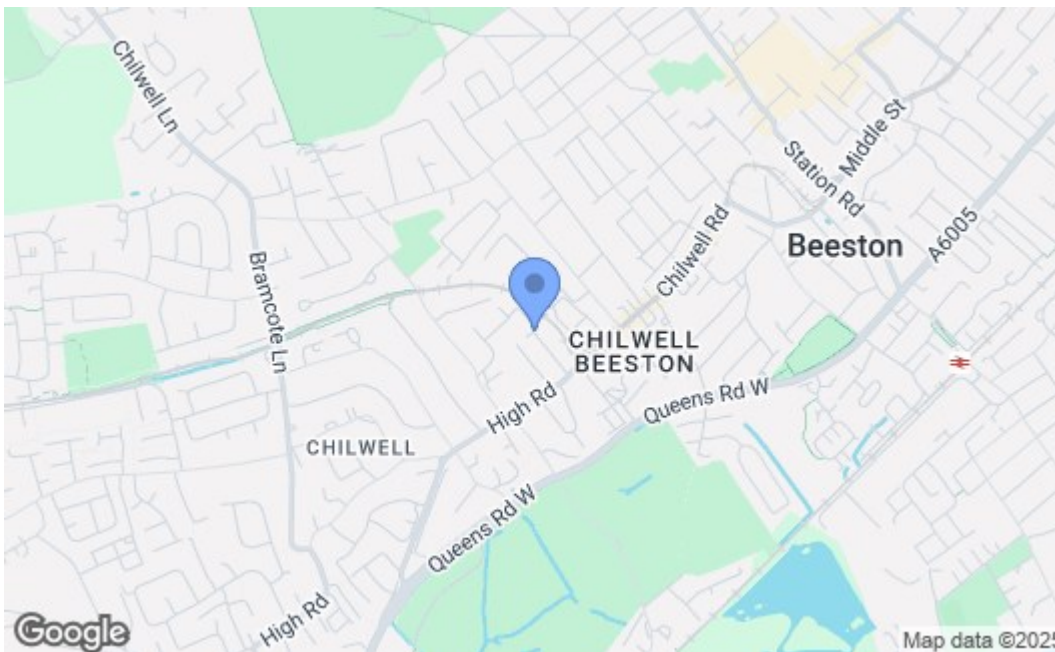 Chilwell Ln
Middle St
Station Rd
A6005
Chilwell Rd
Beeston
Bramcote Ln
CHILWELL
BEESTON
High Rd
Queens Rd W
CHILWELL
Queens Rd W
High Rd
Google
Map data ©2025